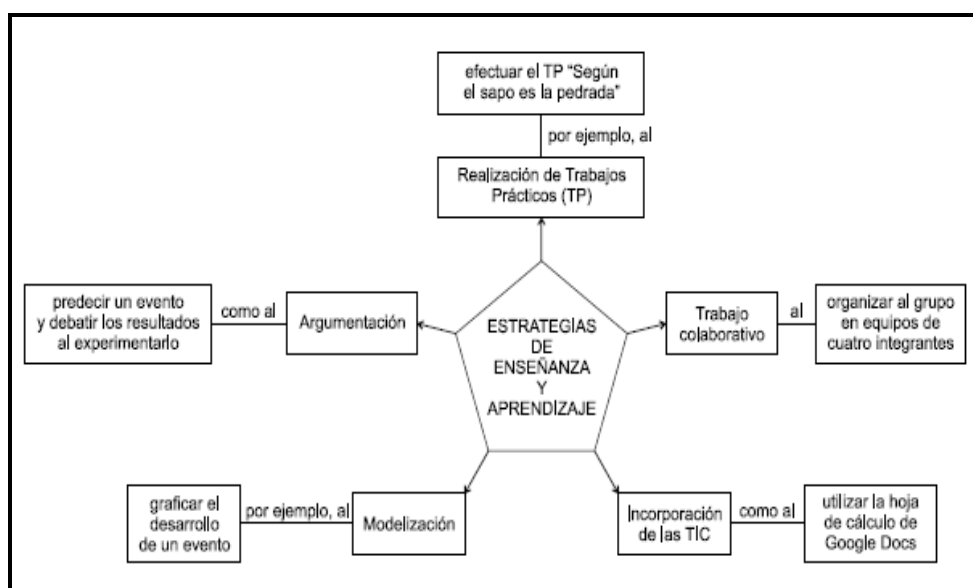 efectuar el TP “Según
el sapo es la pedrada”
por ejemplo, al
Realización de Trabajos
Prácticos (TP)
predecir un evento
y debatir los resultados
al experimentarlo
como al
Argumentación
ESTRATEGÍAS
DE
ENSEÑANZA
Y
APRENDÍZAJE
Trabajo
colaborativo
al
organizar al grupo
en equipos de
cuatro integrantes
graficar el
desarrollo
de un evento
por ejemplo, al
Modelización
Incorporación
de las TIC
como al
utilizar la hoja
de cálculo de
Google Docs